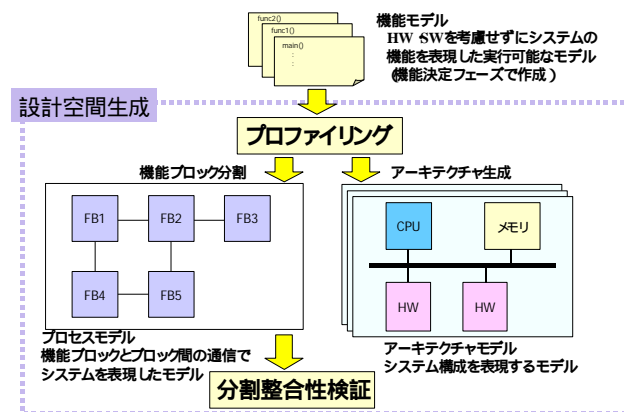 func2()
func1()
main()
:
:
機能モデル
HW・SWを考慮せずにシステムの
機能を表現した実行可能なモデル
(機能決定フェーズで作成)
設計空間生成
プロファイリング
機能ブロック分割
アーキテクチャ生成
FB1
FB2
FB3
FB4
FB5
CPU
メモリ
HW
HW
プロセスモデル
機能ブロックとブロック間の通信で
システムを表現したモデル
アーキテクチャモデル
システム構成を表現するモデル
分割整合性検証